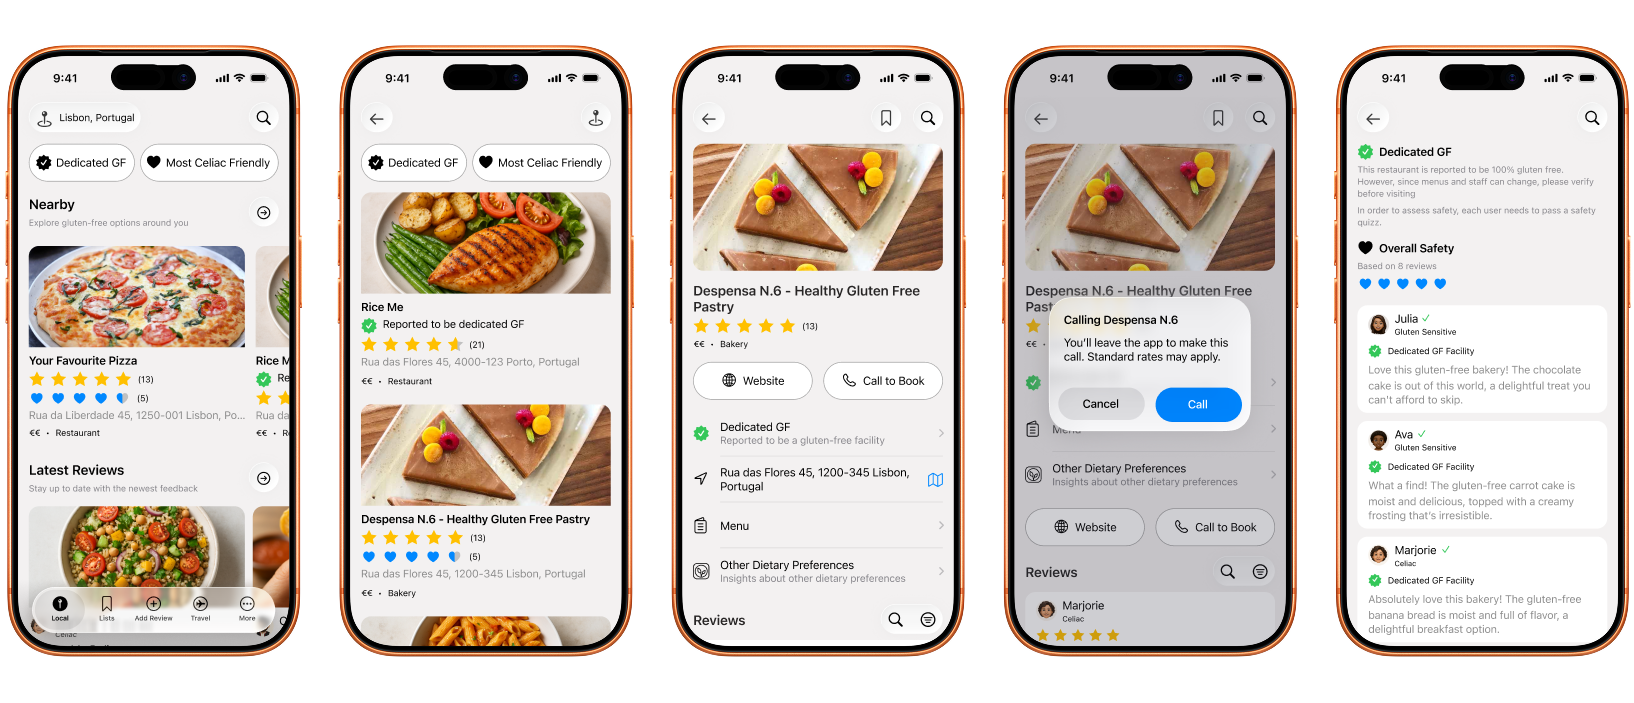 9:41
Lisbon, Portugal
Dedicated GF
Most Celiac Friendly
Nearby
Explore gluten-free options around you
Your Favourite Pizza
(13)
(5)
Rua da Liberdade 45, 1250-001 Lisbon, Po...
€€ • Restaurant
Rice M
Re
Rua da
€€ • R
Latest Reviews
Stay up to date with the newest feedback
Local
Lists
Add Review
Travel
More
Celiac
9:41
Dedicated GF
Most Celiac Friendly
Rice Me
Reported to be dedicated GF
(21)
Rua das Flores 45, 4000-123 Porto, Portugal
€€ • Restaurant
Despensa N.6 - Healthy Gluten Free Pastry
(13)
(5)
Rua das Flores 45, 1200-345 Lisbon, Portugal
€€ • Bakery
9:41
Despensa N.6 - Healthy Gluten Free
Pastry
(13)
€€ • Bakery
Website
Call to Book
Dedicated GF
Reported to be a gluten-free facility
Rua das Flores 45, 1200-345 Lisbon,
Portugal
Menu
Other Dietary Preferences
Insights about other dietary preferences
Reviews
9:41
Despensa N.6 - Healthy Gluten Free
Past
€€ •
Calling Despensa N.6
You'll leave the app to make this
call. Standard rates may apply.
Cancel
Call
Menu
Other Dietary Preferences
Insights about other dietary preferences
Website
Call to Book
Reviews
Marjorie
Celiac
9:41
Dedicated GF
This restaurant is reported to be 100% gluten free.
However, since menus and staff can change, please verify
before visiting
In order to assess safety, each user needs to pass a safety
quizz.
Overall Safety
Based on 8 reviews
Julia
Gluten Sensitive
Dedicated GF Facility
Love this gluten-free bakery! The chocolate
cake is out of this world, a delightful treat you
can't afford to skip.
Ava
Gluten Sensitive
Dedicated GF Facility
What a find! The gluten-free carrot cake is
moist and delicious, topped with a creamy
frosting that's irresistible.
Marjorie
Celiac
Dedicated GF Facility
Absolutely love this bakery! The gluten-free
banana bread is moist and full of flavor, a
delightful breakfast option.